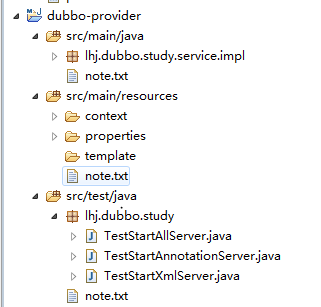 dubbo-provider
src/main/java
lhj.dubbo.study.service.impl
note.txt
src/main/resources
context
properties
template
note.txt
src/test/java
lhj.dubbo.study
TestStartAllServer.java
TestStartAnnotationServer.java
TestStartXmlServer.java
note.txt